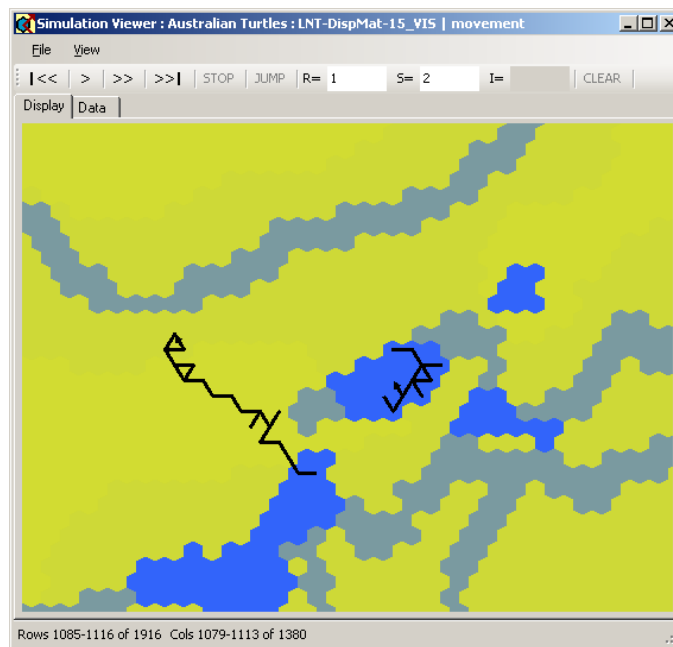 Simulation Viewer : Australian Turtles : LNT-DispMat-15_VIS | movement
File View
|<< > >> >>| STOP JUMP R= 1 S= 2 I= CLEAR
Display Data
Rows 1085-1116 of 1916 Cols 1079-1113 of 1380